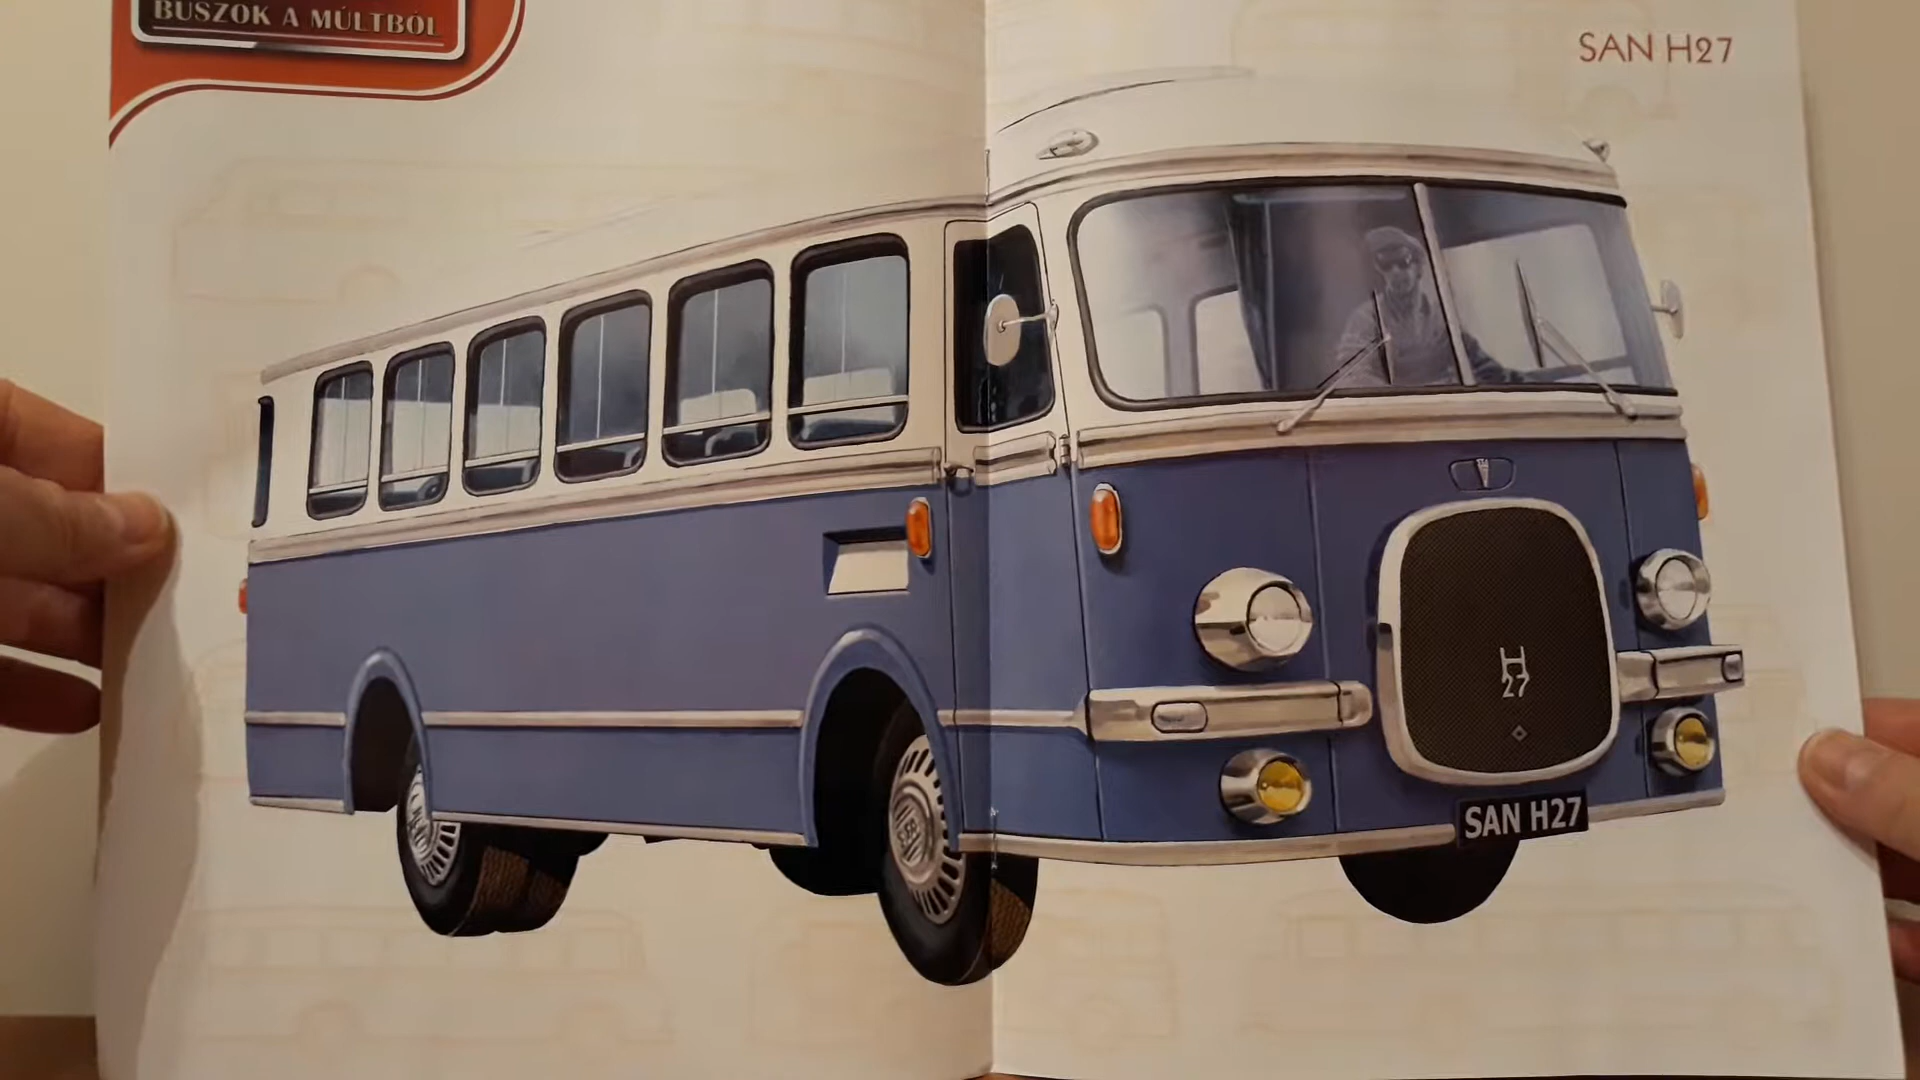 BUSZOK A MÚLTBÓL
SAN H27
H
27
SAN H27